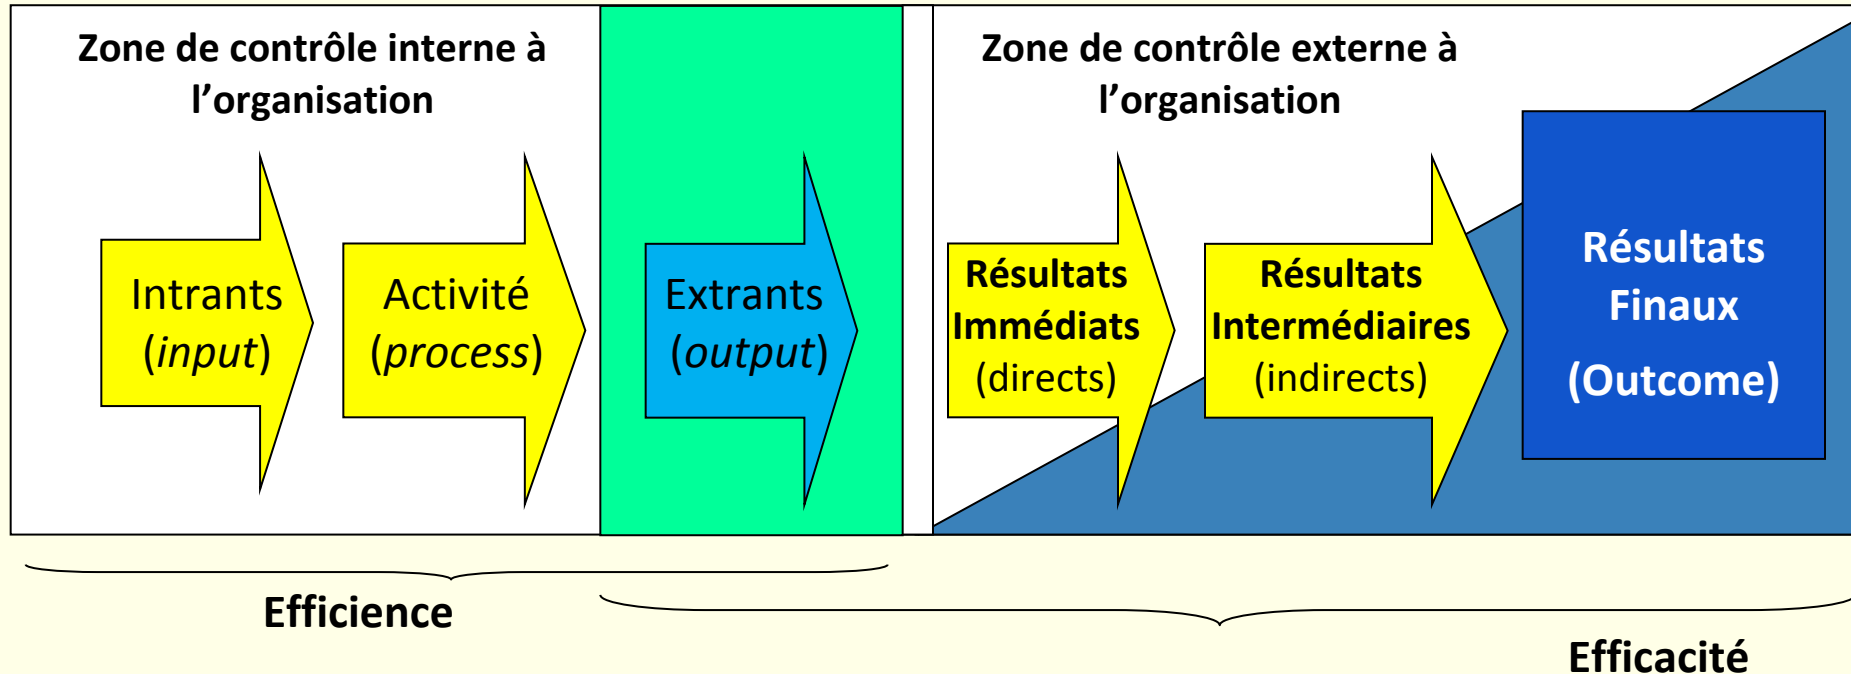 Zone de contrôle interne à
l’organisation
Zone de contrôle externe à
l’organisation
Intrants
(input)
Activité
(process)
Extrants
(output)
Résultats
Immédiats
(directs)
Résultats
Intermédiaires
(indirects)
Résultats
Finaux
(Outcome)
Efficience
Efficacité